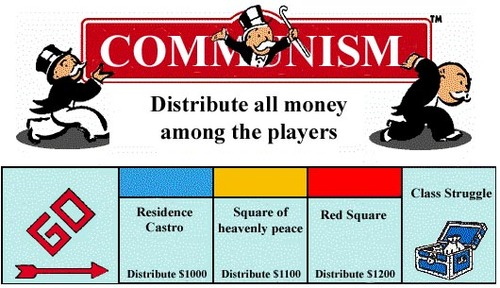 COMMUNISM
TM
Distribute all money
among the players
GO
Residence
Castro
Distribute $1000
Square of
heavenly peace
Distribute $1100
Red Square
Distribute $1200
Class Struggle